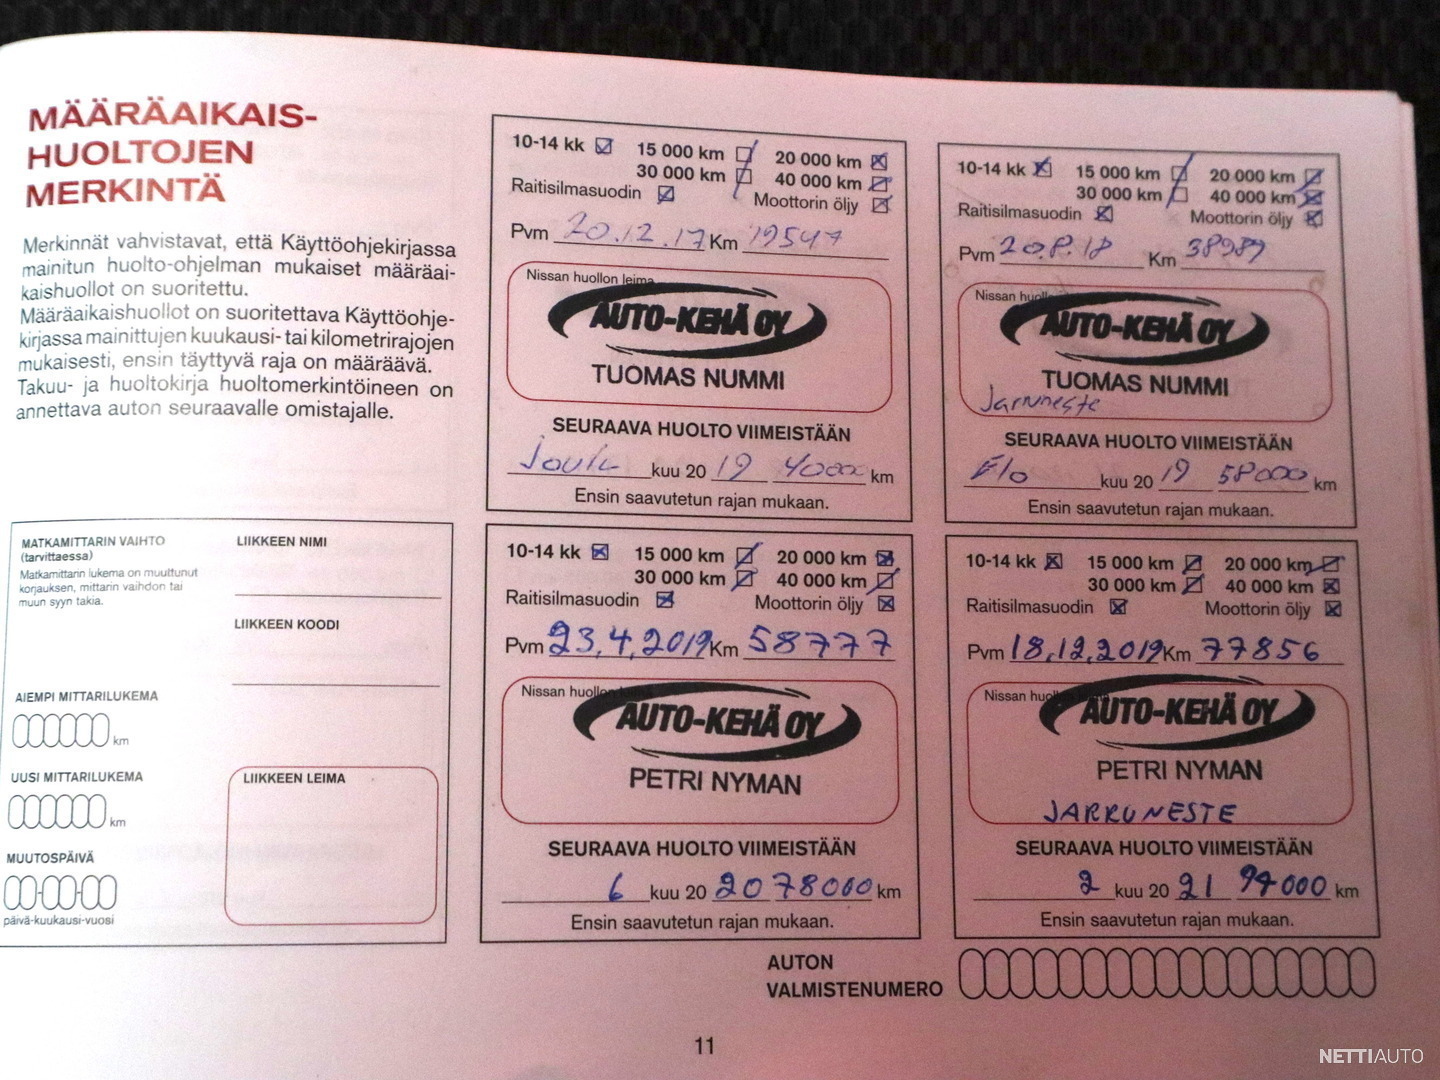 MÄÄRÄAIKAIS-
HUOLTOJEN
MERKINTÄ
Merkinnät vahvistavat, että Käyttöohjekirjassa
mainitun huolto-ohjelman mukaiset määräai-
kaishuollot on suoritettu.
Määräaikaishuollot on suoritettava Käyttöohje-
kirjassa mainittujen kuukausi- tai kilometrirajojen
mukaisesti, ensin täyttyvä raja on määräävä.
Takuu- ja huoltokirja huoltomerkintöineen on
annettava auton seuraavalle omistajalle.
10-14 kk 15 000 km 20 000 km
30 000 km 40 000 km
Raitisilmasuodin Moottorin öljy
Pvm 20.12.17 Km 19547
Nissan huollon leima
AUTO-KEHÄ OY
TUOMAS NUMMI
SEURAAVA HUOLTO VIIMEISTÄÄN
Joulu kuu 20 19 40000 km
Ensin saavutetun rajan mukaan.
10-14 kk 15 000 km 20 000 km
30 000 km 40 000 km
Raitisilmasuodin Moottorin öljy
Pvm 20.8.18 Km 38989
Nissan
AUTO-KEHÄ OY
TUOMAS NUMMI
Jarruneste
SEURAAVA HUOLTO VIIMEISTÄÄN
Elo kuu 20 19 58000 km
Ensin saavutetun rajan mukaan.
MATKAMITTARIN VAIHTO
(tarvittaessa)
Matkamittarin lukema on muuttunut
korjauksen, mittarin vaihdon tai
muun syyn takia.
LIIKKEEN NIMI
LIIKKEEN KOODI
AIEMPI MITTARILUKEMA
km
UUSI MITTARILUKEMA
km
MUUTOSPÄIVÄ
päivä-kuukausi-vuosi
LIIKKEEN LEIMA
10-14 kk 15 000 km 20 000 km
30 000 km 40 000 km
Raitisilmasuodin Moottorin öljy
Pvm 23.4.2019 Km 58777
Nissan huollon
AUTO-KEHÄ OY
PETRI NYMAN
SEURAAVA HUOLTO VIIMEISTÄÄN
6 kuu 20 20 78000 km
Ensin saavutetun rajan mukaan.
10-14 kk 15 000 km 20 000 km
30 000 km 40 000 km
Raitisilmasuodin Moottorin öljy
Pvm 18.12.2019 Km 77856
Nissan
AUTO-KEHÄ OY
PETRI NYMAN
JARRUNESTE
SEURAAVA HUOLTO VIIMEISTÄÄN
2 kuu 20 21 97000 km
Ensin saavutetun rajan mukaan.
AUTON
VALMISTENUMERO
11
NETTIAUTO